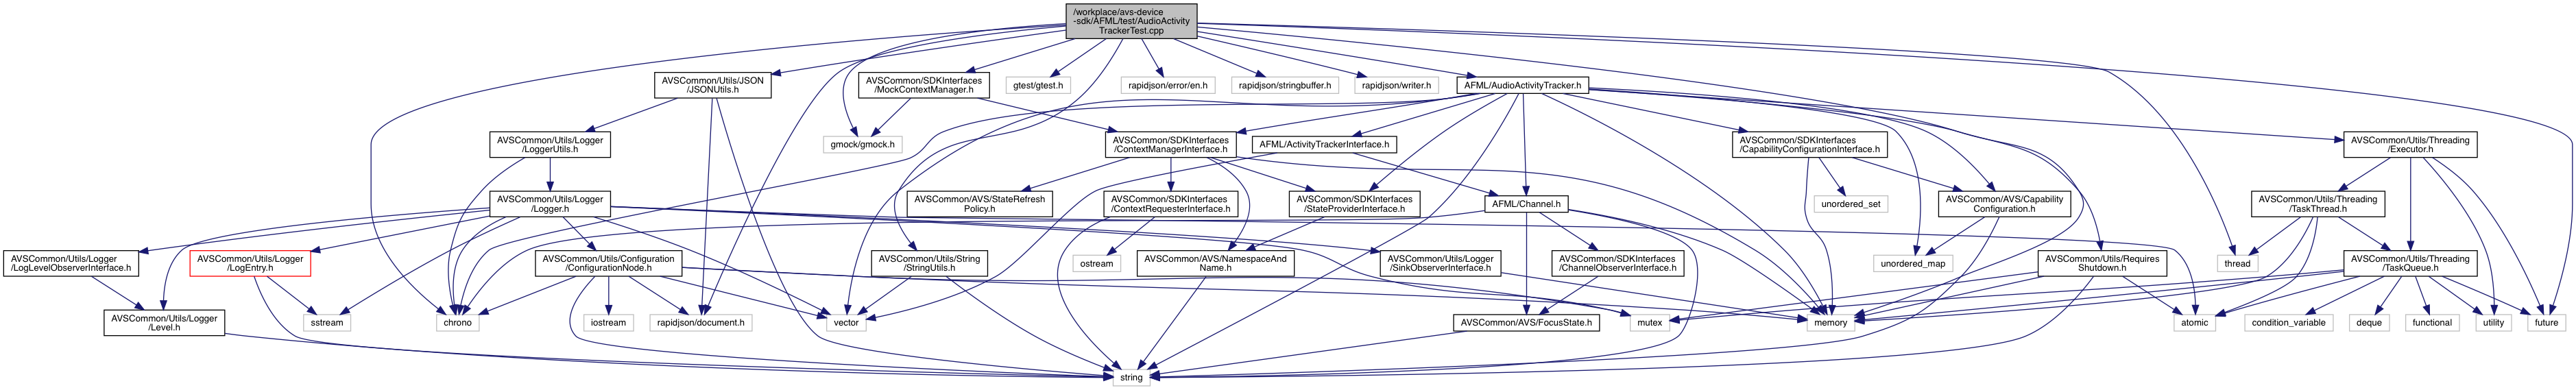 /workplace/avs-device
-sdk/AFML/test/AudioActivity
TrackerTest.cpp
AVSCommon/Utils/JSON
/JSONUtils.h
AVSCommon/SDKInterfaces
/MockContextManager.h
gtest/gtest.h
rapidjson/error/en.h
rapidjson/stringbuffer.h
rapidjson/writer.h
AFML/AudioActivityTracker.h
AVSCommon/Utils/Logger
/LoggerUtils.h
gmock/gmock.h
AVSCommon/SDKInterfaces
/ContextManagerInterface.h
AFML/ActivityTrackerInterface.h
AVSCommon/SDKInterfaces
/CapabilityConfigurationInterface.h
AVSCommon/Utils/Threading
/Executor.h
AVSCommon/Utils/Logger
/Logger.h
AVSCommon/AVS/StateRefresh
Policy.h
AVSCommon/SDKInterfaces
/ContextRequesterInterface.h
AVSCommon/SDKInterfaces
/StateProviderInterface.h
AFML/Channel.h
unordered_set
AVSCommon/AVS/Capability
Configuration.h
AVSCommon/Utils/Threading
/TaskThread.h
AVSCommon/Utils/Logger
/LogLevelObserverInterface.h
AVSCommon/Utils/Logger
/LogEntry.h
AVSCommon/Utils/Configuration
/ConfigurationNode.h
AVSCommon/Utils/String
/StringUtils.h
ostream
AVSCommon/AVS/NamespaceAnd
Name.h
AVSCommon/Utils/Logger
/SinkObserverInterface.h
AVSCommon/SDKInterfaces
/ChannelObserverInterface.h
unordered_map
AVSCommon/Utils/Requires
Shutdown.h
thread
AVSCommon/Utils/Threading
/TaskQueue.h
AVSCommon/Utils/Logger
/Level.h
sstream
chrono
iostream
rapidjson/document.h
vector
AVSCommon/AVS/FocusState.h
mutex
memory
atomic
condition_variable
deque
functional
utility
future
string